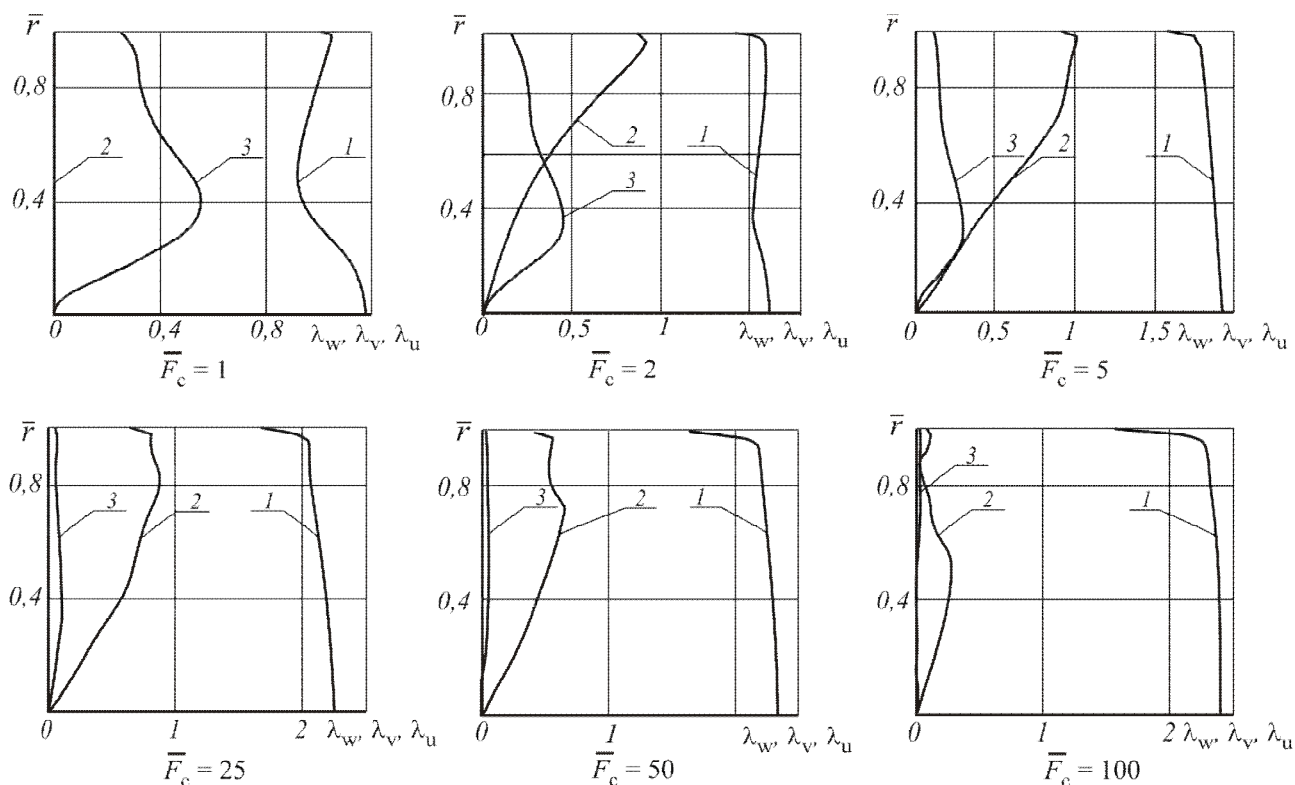 r̅ r̅ r̅
0,8 0,8 0,8
2 3 1 2 1 3 2 1
3
0,4 0,4 0,4
0 0,4 0,8 λw, λv, λu 0 0,5 1 λw, λv, λu 0 0,5 1 1,5 λw, λv, λu
F̅c = 1 F̅c = 2 F̅c = 5
r̅ r̅ r̅
3
0,8 0,8 0,8
3 2 1 3 2 1 2 1
0,4 0,4 0,4
0 1 2 λw, λv, λu 0 1 λw, λv, λu 0 1 2 λw, λv, λu
F̅c = 25 F̅c = 50 F̅c = 100